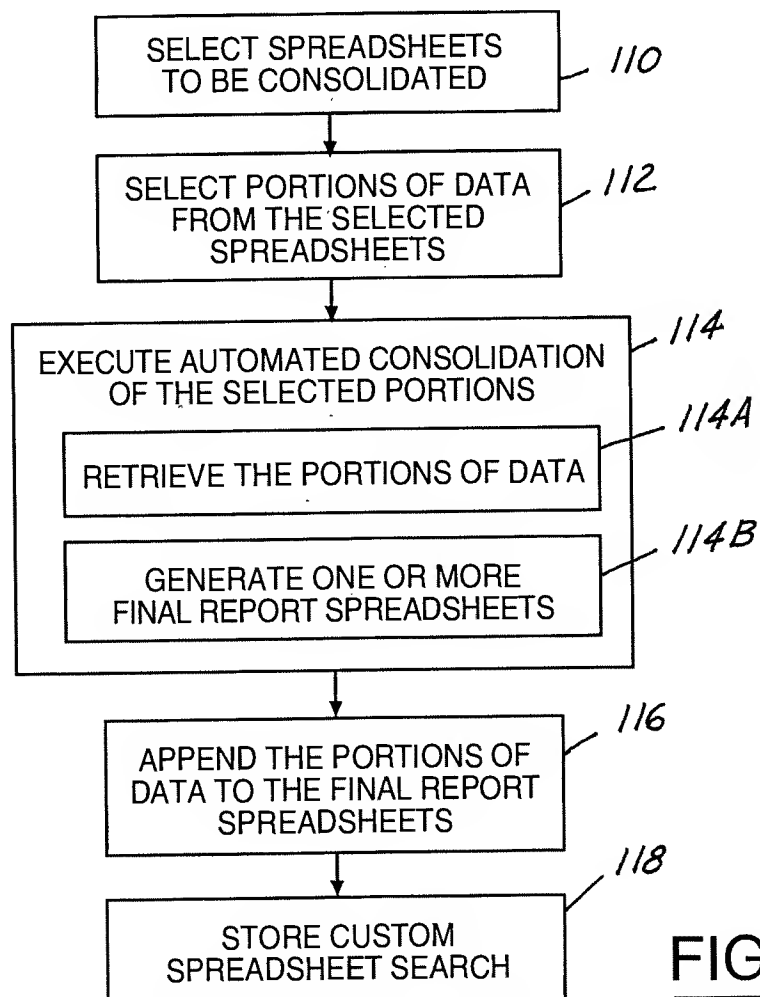 SELECT SPREADSHEETS
TO BE CONSOLIDATED
110
SELECT PORTIONS OF DATA
FROM THE SELECTED
SPREADSHEETS
112
EXECUTE AUTOMATED CONSOLIDATION
OF THE SELECTED PORTIONS
114
RETRIEVE THE PORTIONS OF DATA
114A
GENERATE ONE OR MORE
FINAL REPORT SPREADSHEETS
114B
APPEND THE PORTIONS OF
DATA TO THE FINAL REPORT
SPREADSHEETS
116
STORE CUSTOM
SPREADSHEET SEARCH
118
FIG